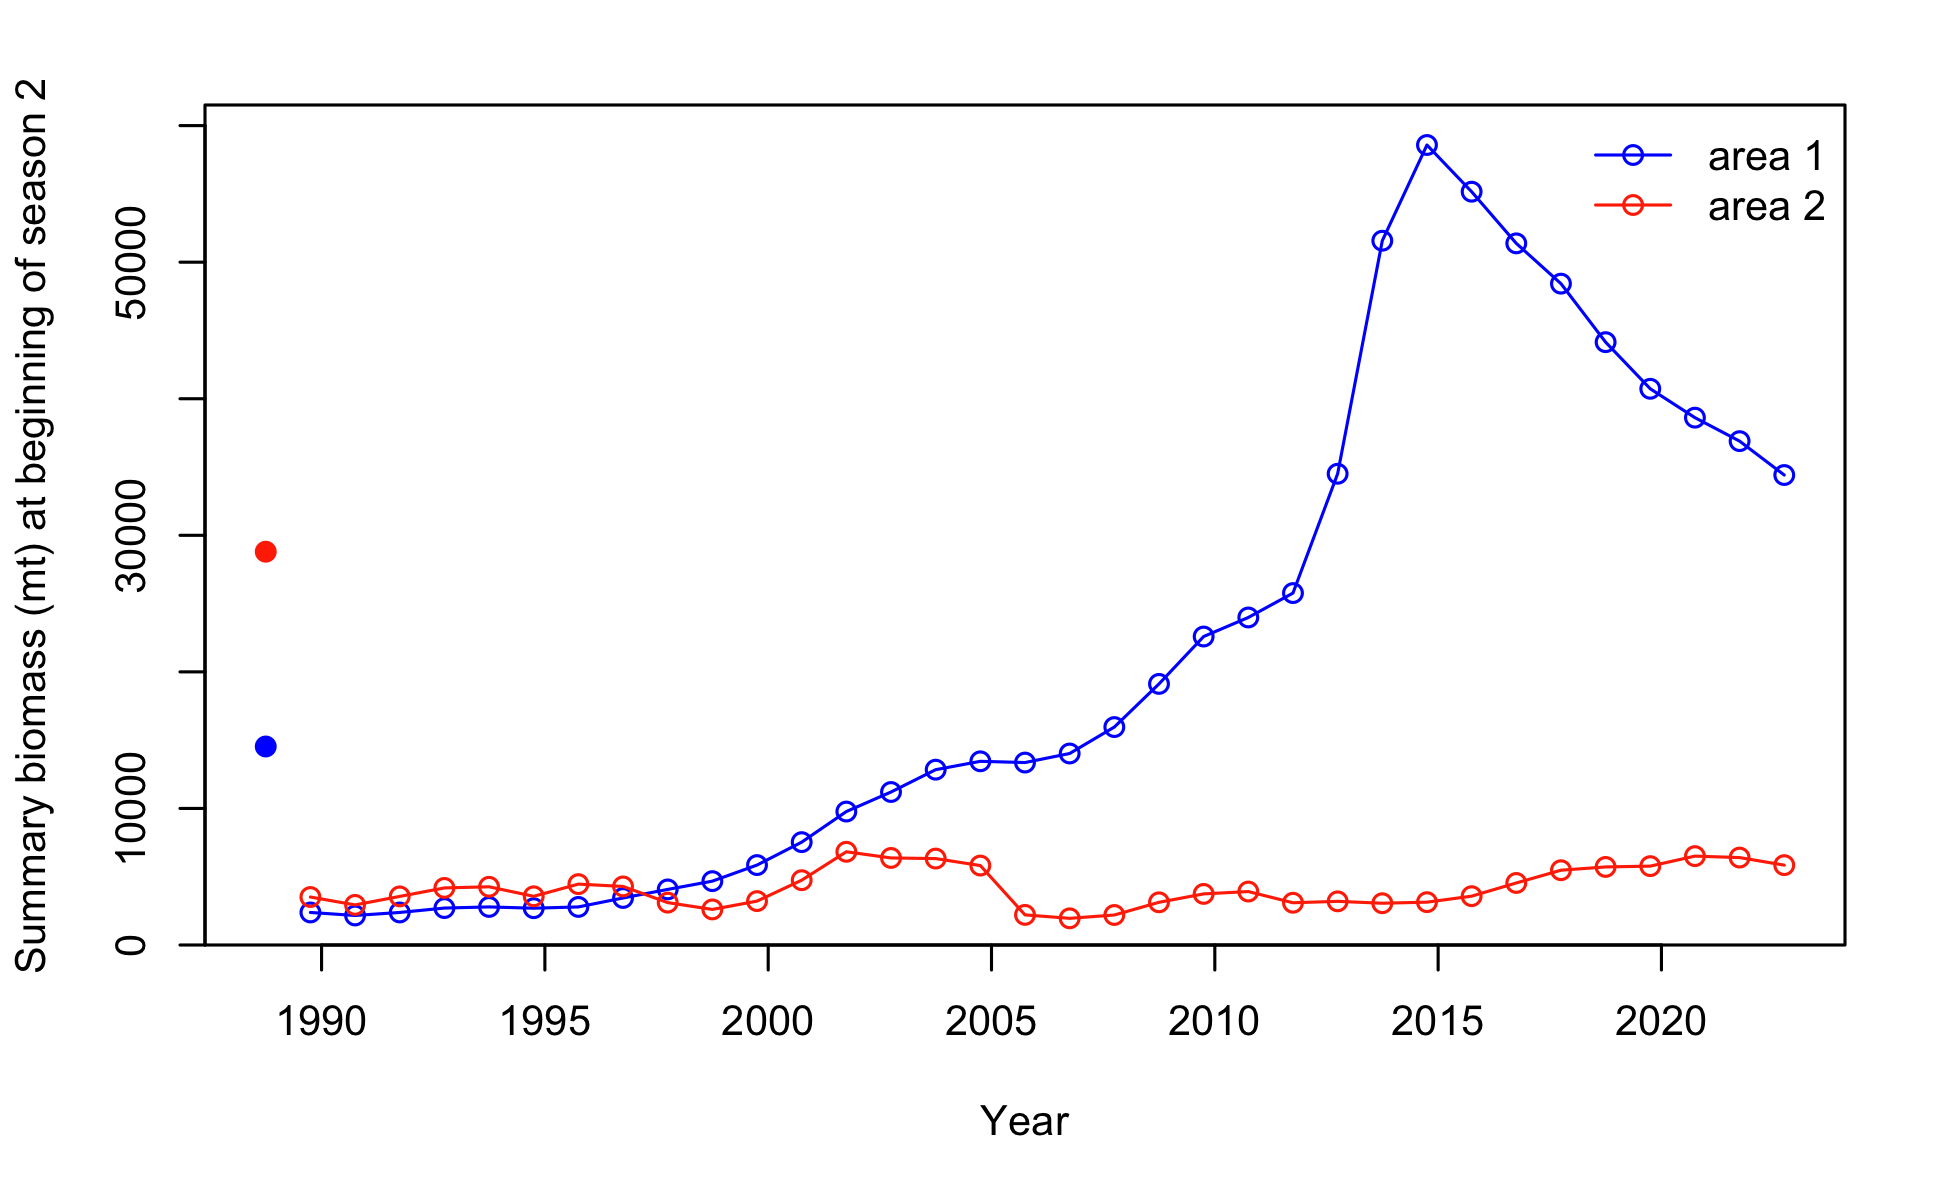 Summary biomass (mt) at beginning of season 2
50000
30000
10000
0
area 1
area 2
1990 1995 2000 2005 2010 2015 2020
Year